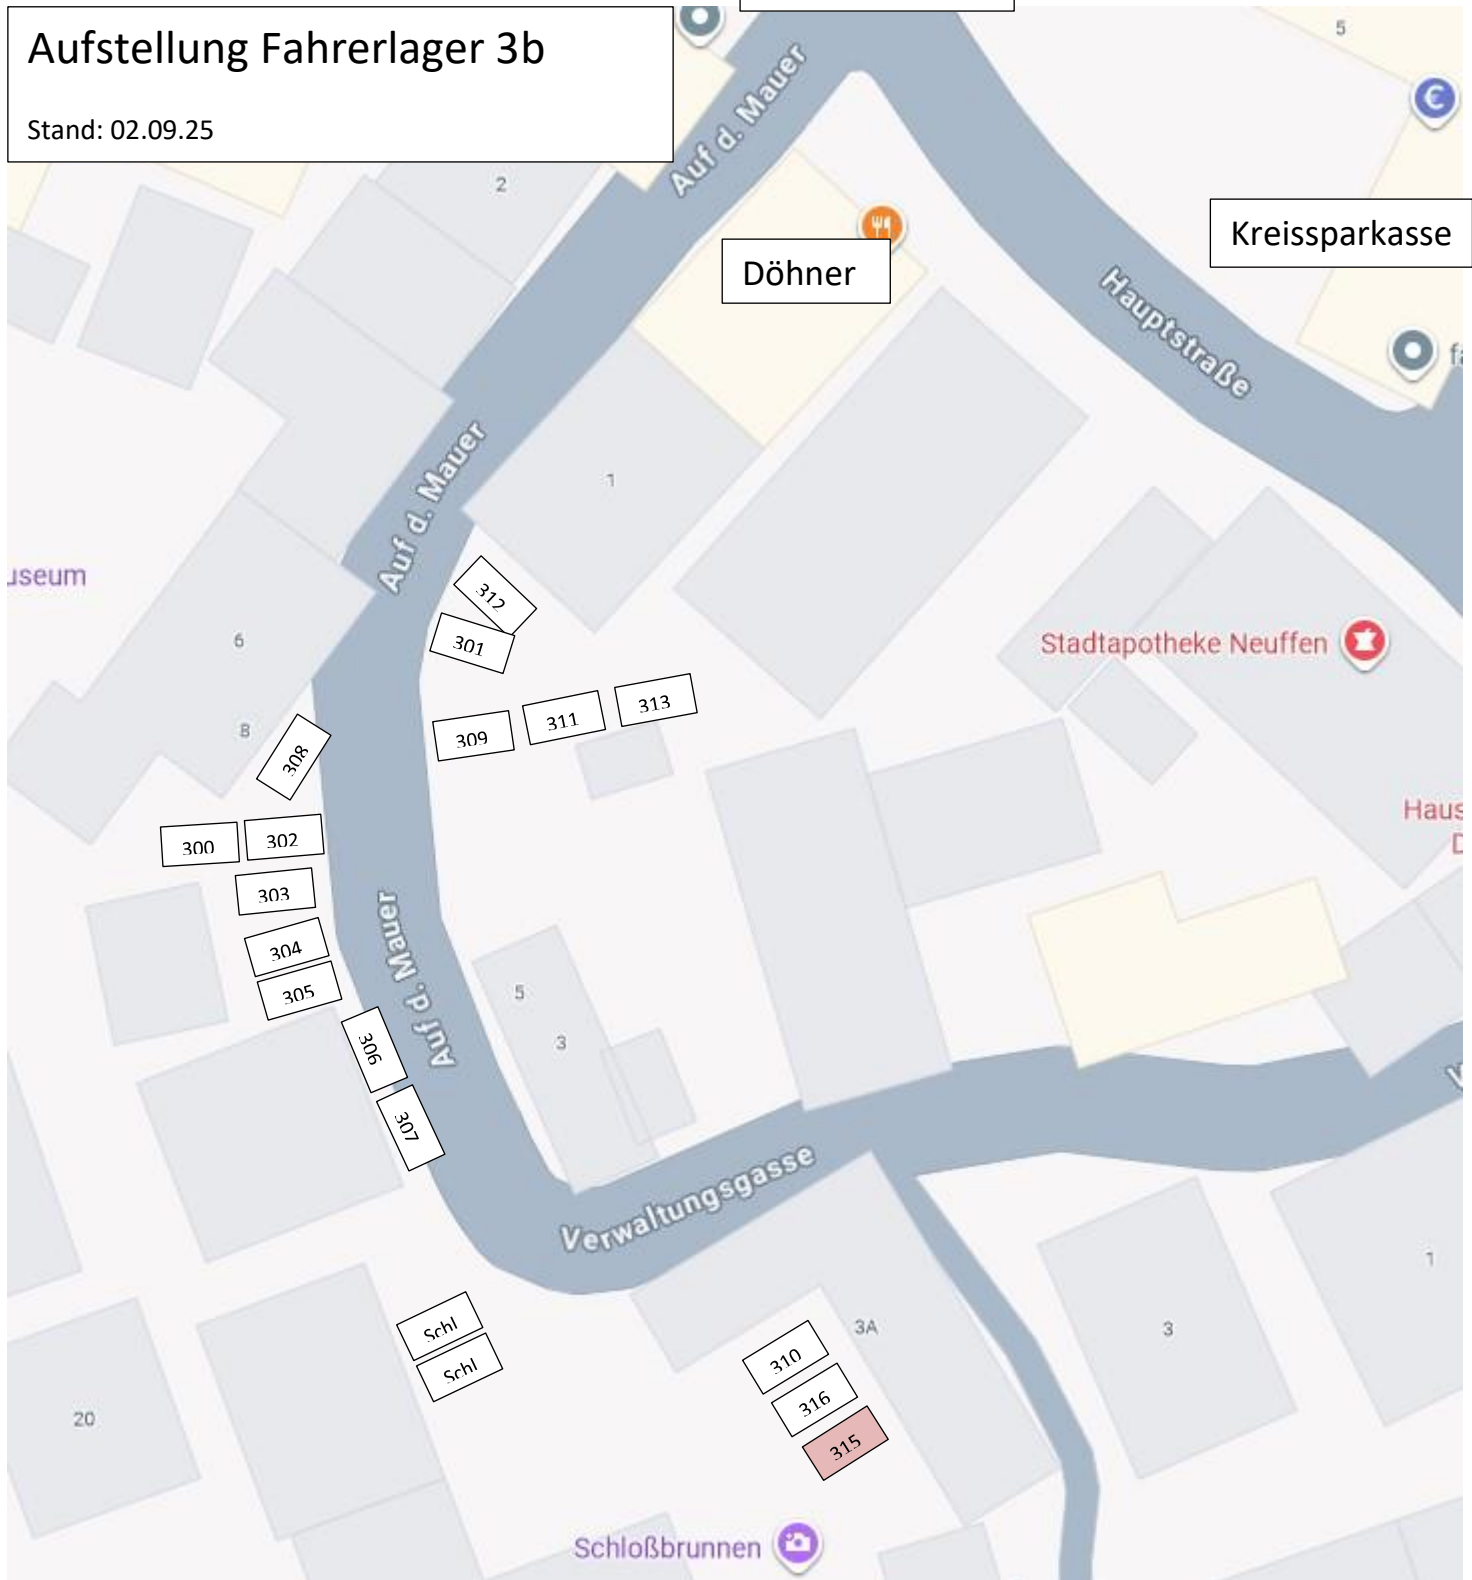 Aufstellung Fahrerlager 3b
Stand: 02.09.25
5
Auf d. Mauer
2
Kreissparkasse
Döhner
Hauptstraße
Auf d. Mauer
1
312
301
6
Stadtapotheke Neuffen
313
311
309
8
308
302
300
303
Auf d. Mauer
304
305
5
3
306
307
Verwaltungsgasse
1
Schl
Schl
3A
3
310
316
20
315
Schloßbrunnen